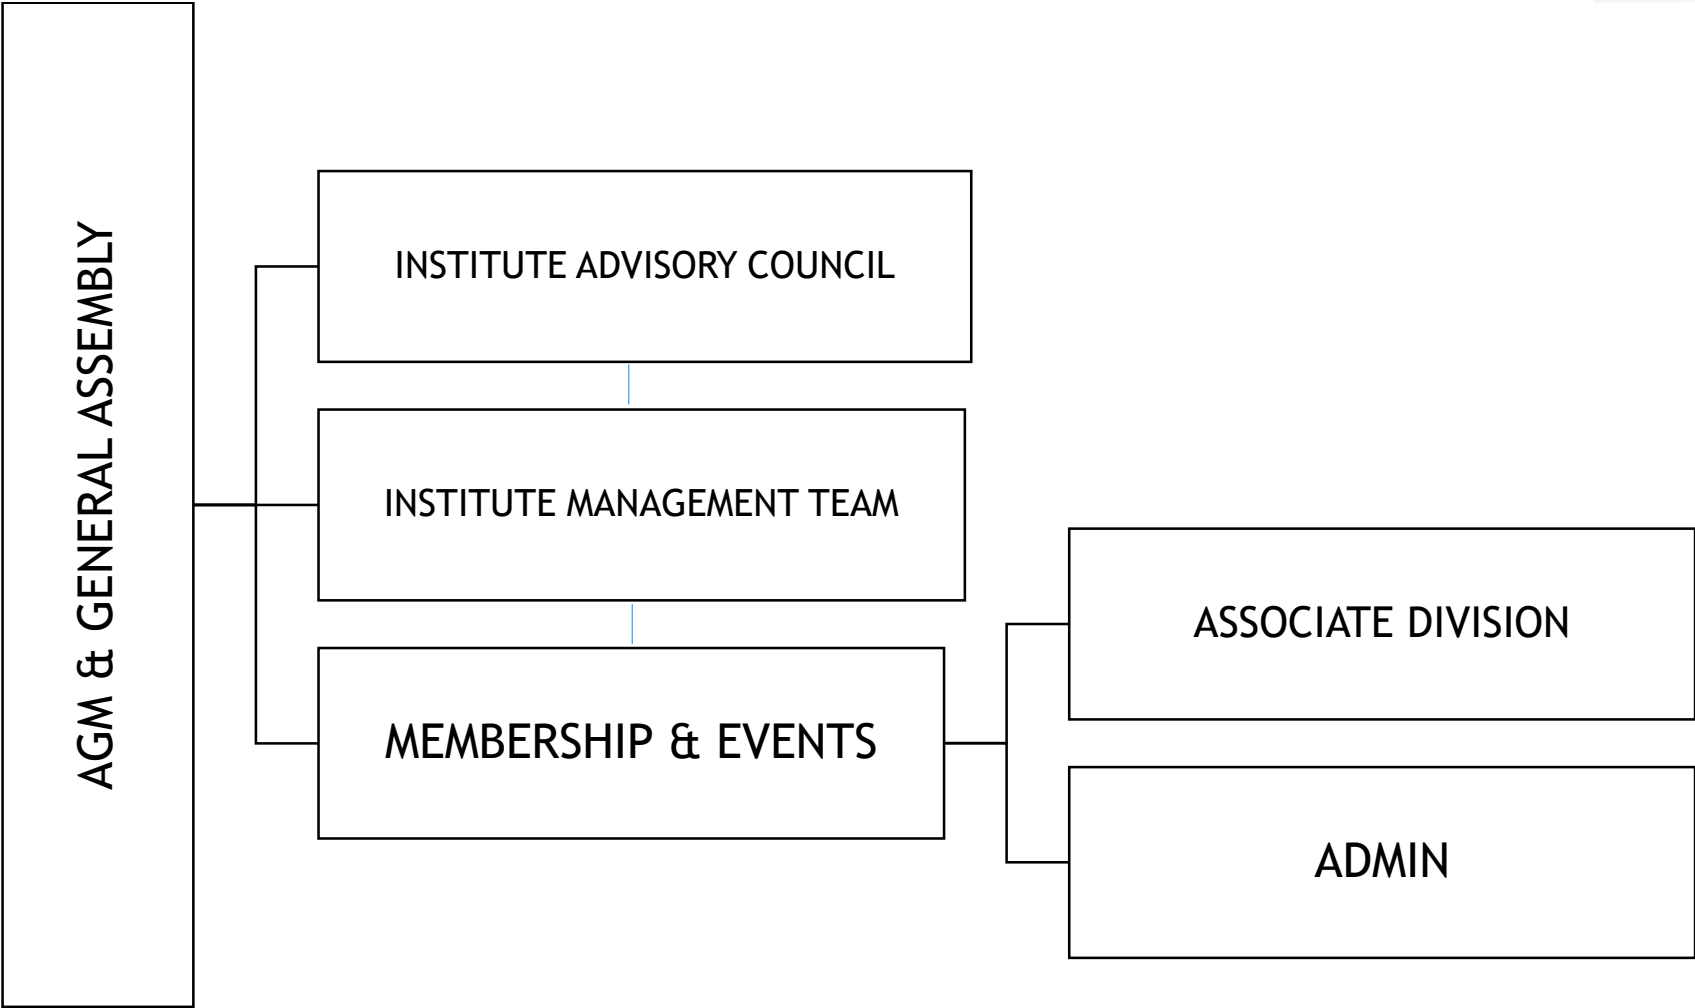 AGM & GENERAL ASSEMBLY
INSTITUTE ADVISORY COUNCIL
INSTITUTE MANAGEMENT TEAM
MEMBERSHIP & EVENTS
ASSOCIATE DIVISION
ADMIN